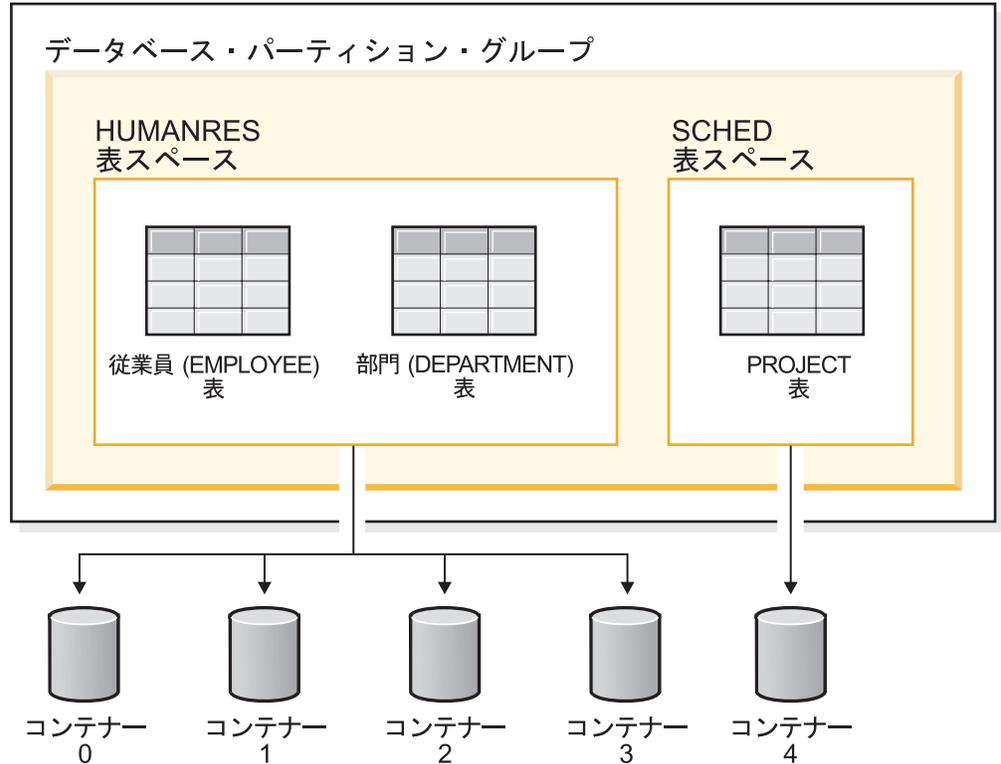 データベース・パーティション・グループ
HUMANRES
表スペース
SCHED
表スペース
従業員 (EMPLOYEE)
表
部門 (DEPARTMENT)
表
PROJECT
表
コンテナー
0
コンテナー
1
コンテナー
2
コンテナー
3
コンテナー
4